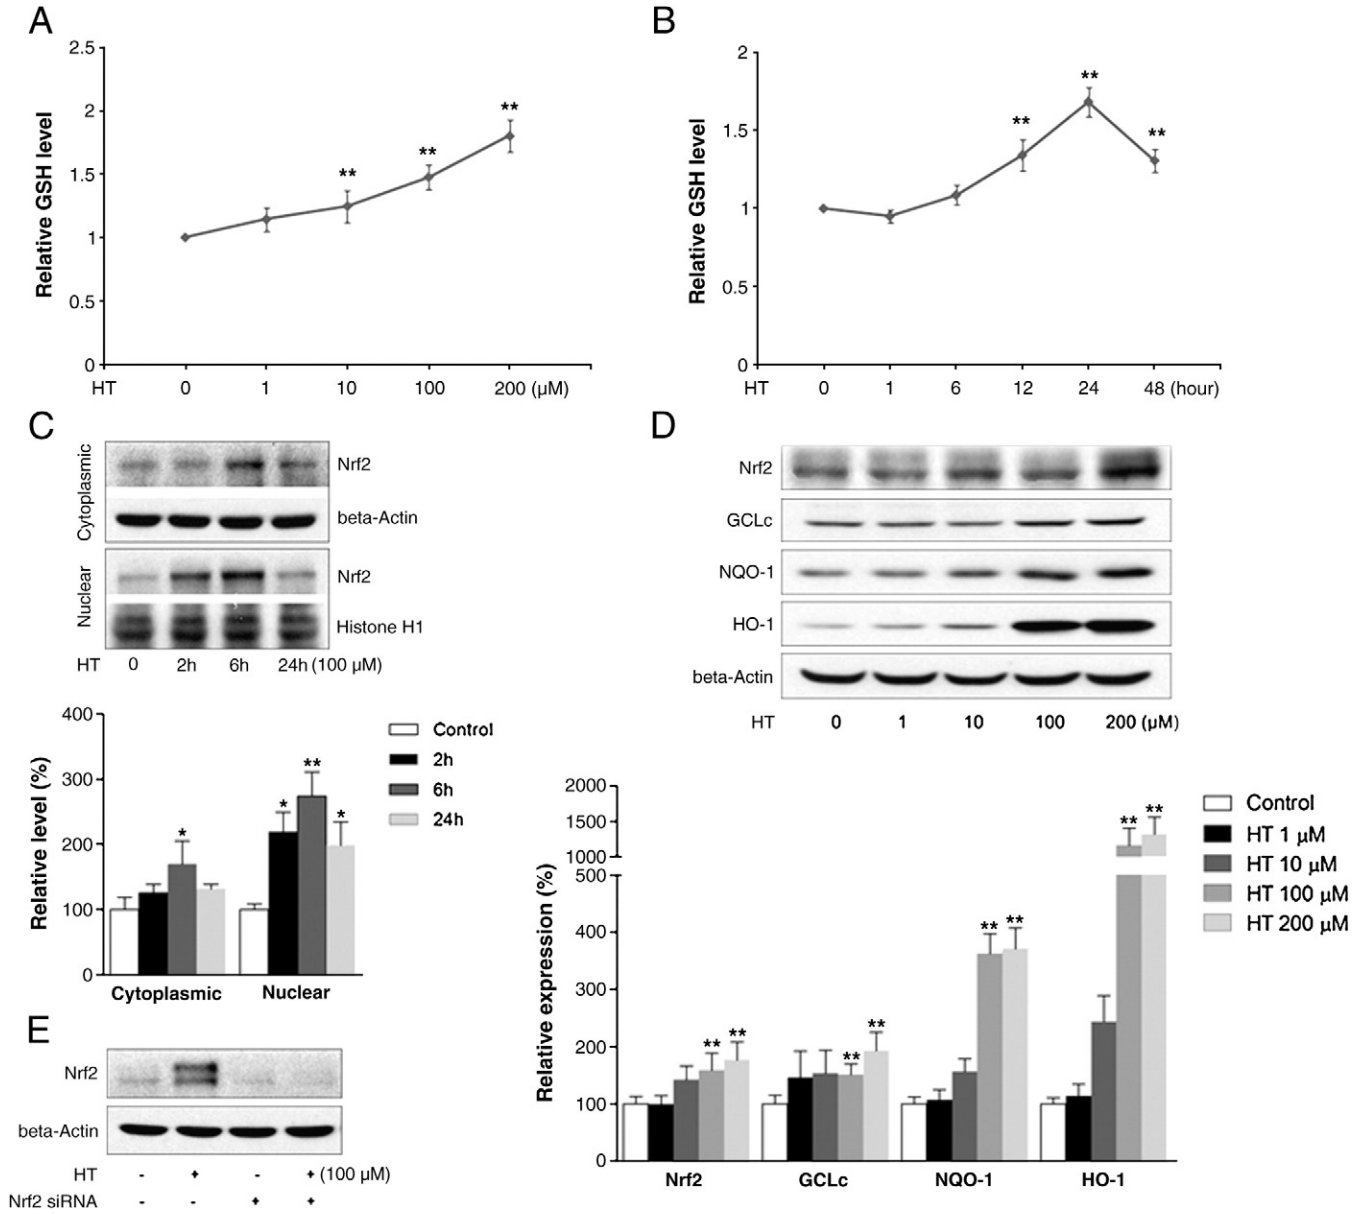 A
2.5
2
1.5
1
0.5
0
Relative GSH level
** ** **
HT 0 1 10 100 200 (μM)
B
2
1.5
1
0.5
0
Relative GSH level
** ** **
HT 0 1 6 12 24 48 (hour)
C
Cytoplasmic
Nrf2
beta-Actin
Nuclear
Nrf2
Histone H1
HT 0 2h 6h 24h (100 μM)
400
300
200
100
0
Relative level (%)
* * ** *
Cytoplasmic Nuclear
Control
2h
6h
24h
D
Nrf2
GCLc
NQO-1
HO-1
beta-Actin
HT 0 1 10 100 200 (μM)
2000
1500
1000
500
400
300
200
100
0
Relative expression (%)
** ** ** ** ** ** ** **
Nrf2 GCLc NQO-1 HO-1
Control
HT 1 μM
HT 10 μM
HT 100 μM
HT 200 μM
E
Nrf2
beta-Actin
HT - + - + (100 μM)
Nrf2 siRNA - - + +